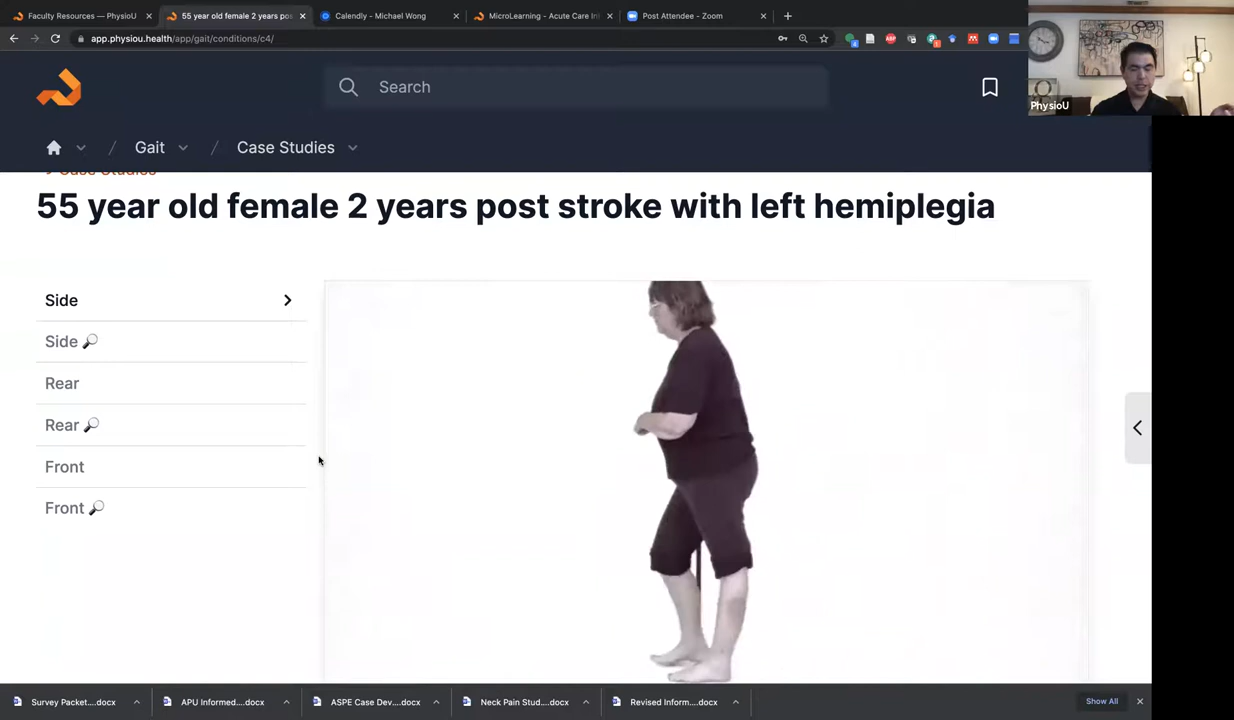 Faculty Resources — PhysioU
55 year old female 2 years pos
Calendly - Michael Wong
MicroLearning - Acute Care In
Post Attendee - Zoom
app.physiou.health/app/gait/conditions/c4/
Search
PhysioU
/ Gait / Case Studies
Case Studies
55 year old female 2 years post stroke with left hemiplegia
Side
Side
Rear
Rear
Front
Front
Survey Packet....docx
APU Informed....docx
ASPE Case Dev....docx
Neck Pain Stud....docx
Revised Inform....docx
Show All